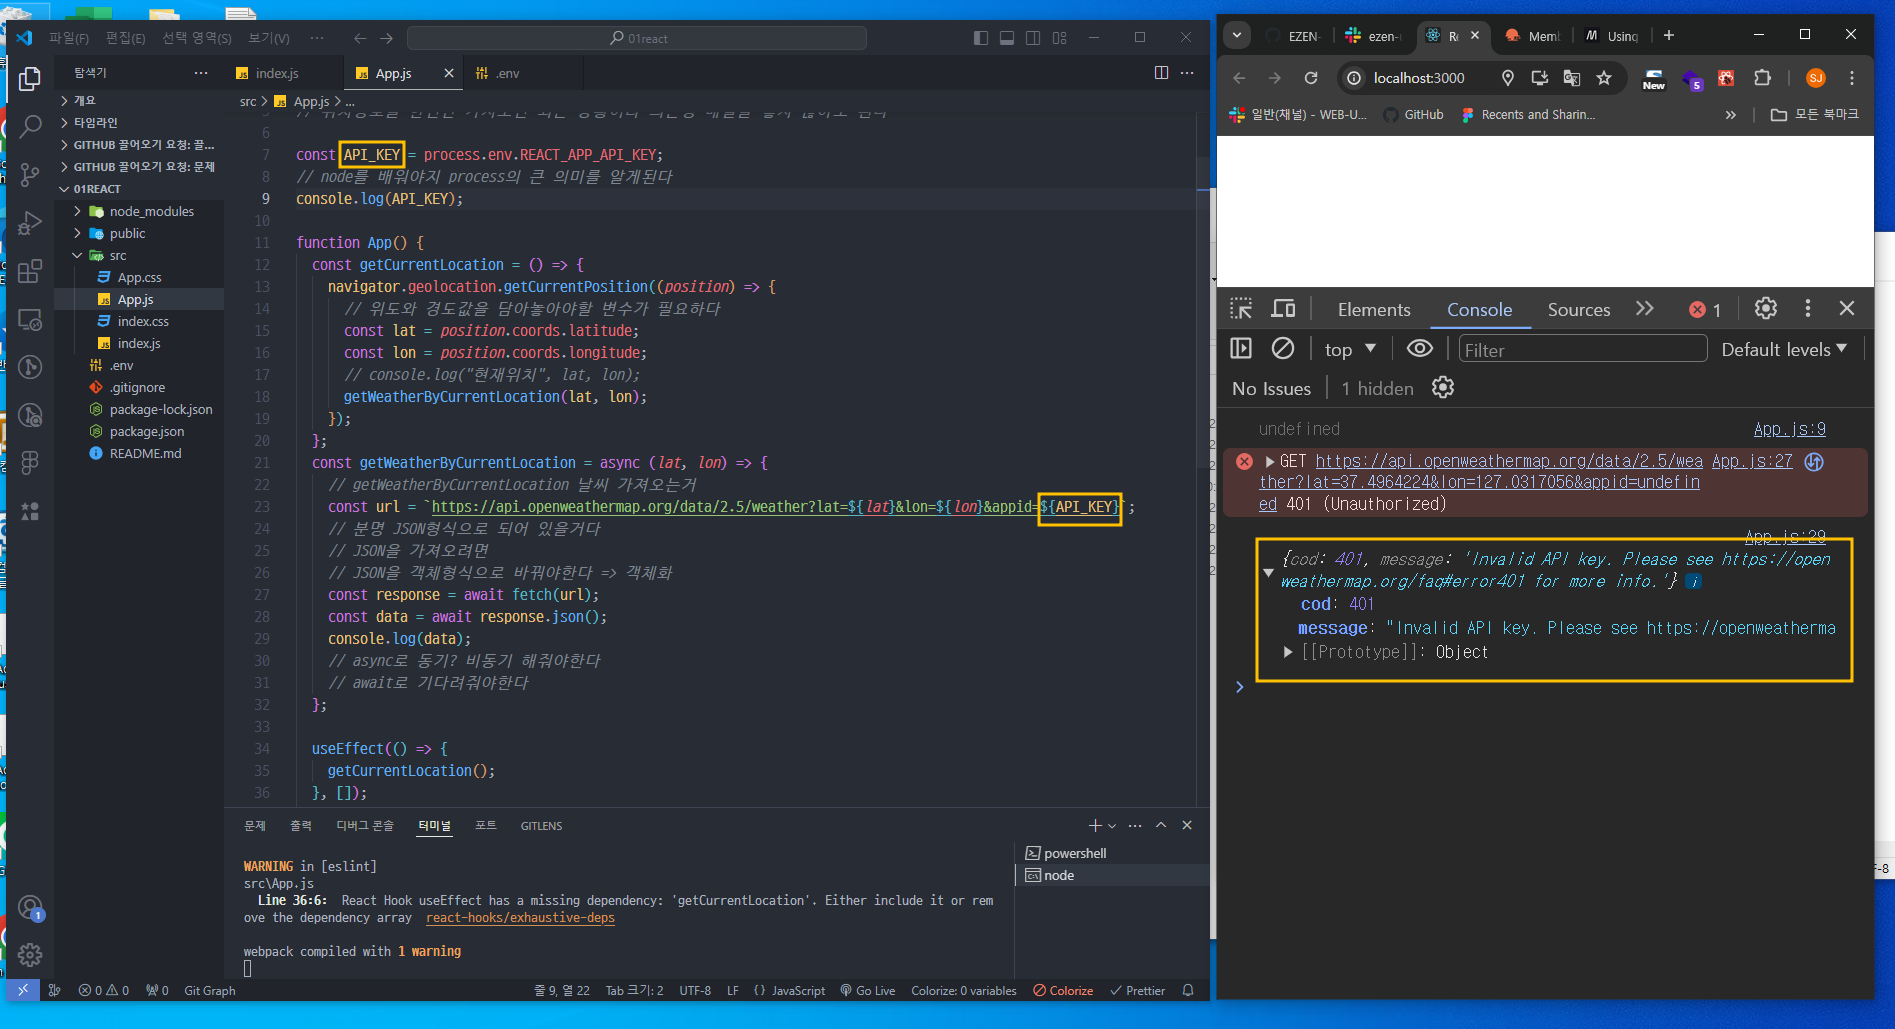 파일(F) 편집(E) 선택 영역(S) 보기(V) ··· 01react
탐색기 ···
개요
타임라인
GITHUB 끌어오기 요청: 끌...
GITHUB 끌어오기 요청: 문제
01REACT
node_modules
public
src
App.css
App.js
index.css
index.js
.env
.gitignore
package-lock.json
package.json
README.md
index.js App.js .env
src > App.js > ...
6
7 const API_KEY = process.env.REACT_APP_API_KEY;
8 // node를 배워야지 process의 큰 의미를 알게된다
9 console.log(API_KEY);
10
11 function App() {
12 const getCurrentLocation = () => {
13 navigator.geolocation.getCurrentPosition((position) => {
14 // 위도와 경도값을 담아놓아야할 변수가 필요하다
15 const lat = position.coords.latitude;
16 const lon = position.coords.longitude;
17 // console.log("현재위치", lat, lon);
18 getWeatherByCurrentLocation(lat, lon);
19 });
20 };
21 const getWeatherByCurrentLocation = async (lat, lon) => {
22 // getWeatherByCurrentLocation 날씨 가져오는거
23 const url = `https://api.openweathermap.org/data/2.5/weather?lat=${lat}&lon=${lon}&appid=${API_KEY}`;
24 // 분명 JSON형식으로 되어 있을거다
25 // JSON을 가져오려면
26 // JSON을 객체형식으로 바꿔야한다 => 객체화
27 const response = await fetch(url);
28 const data = await response.json();
29 console.log(data);
30 // async로 동기? 비동기 해줘야한다
31 // await로 기다려줘야한다
32 };
33
34 useEffect(() => {
35 getCurrentLocation();
36 }, []);
문제 출력 디버그 콘솔 터미널 포트 GITLENS
WARNING in [eslint]
src\App.js
Line 36:6: React Hook useEffect has a missing dependency: 'getCurrentLocation'. Either include it or rem
ove the dependency array react-hooks/exhaustive-deps
webpack compiled with 1 warning
powershell
node
1
0 0 0 Git Graph 줄 9, 열 22 Tab 크기: 2 UTF-8 LF {} JavaScript Go Live Colorize: 0 variables Colorize Prettier
EZEN- ezen- Re Memb Using
localhost:3000 New 5 SJ
일반(채널) - WEB-U... GitHub Recents and Sharin... » 모든 북마크
Elements Console Sources 1
top Filter Default levels
No Issues 1 hidden
undefined App.js:9
GET https://api.openweathermap.org/data/2.5/wea App.js:27
ther?lat=37.4964224&lon=127.0317056&appid=undefin
ed 401 (Unauthorized)
App.js:29
{cod: 401, message: 'Invalid API key. Please see https://open
weathermap.org/faq#error401 for more info.'} i
cod: 401
message: "Invalid API key. Please see https://openweatherma
[[Prototype]]: Object
F-8